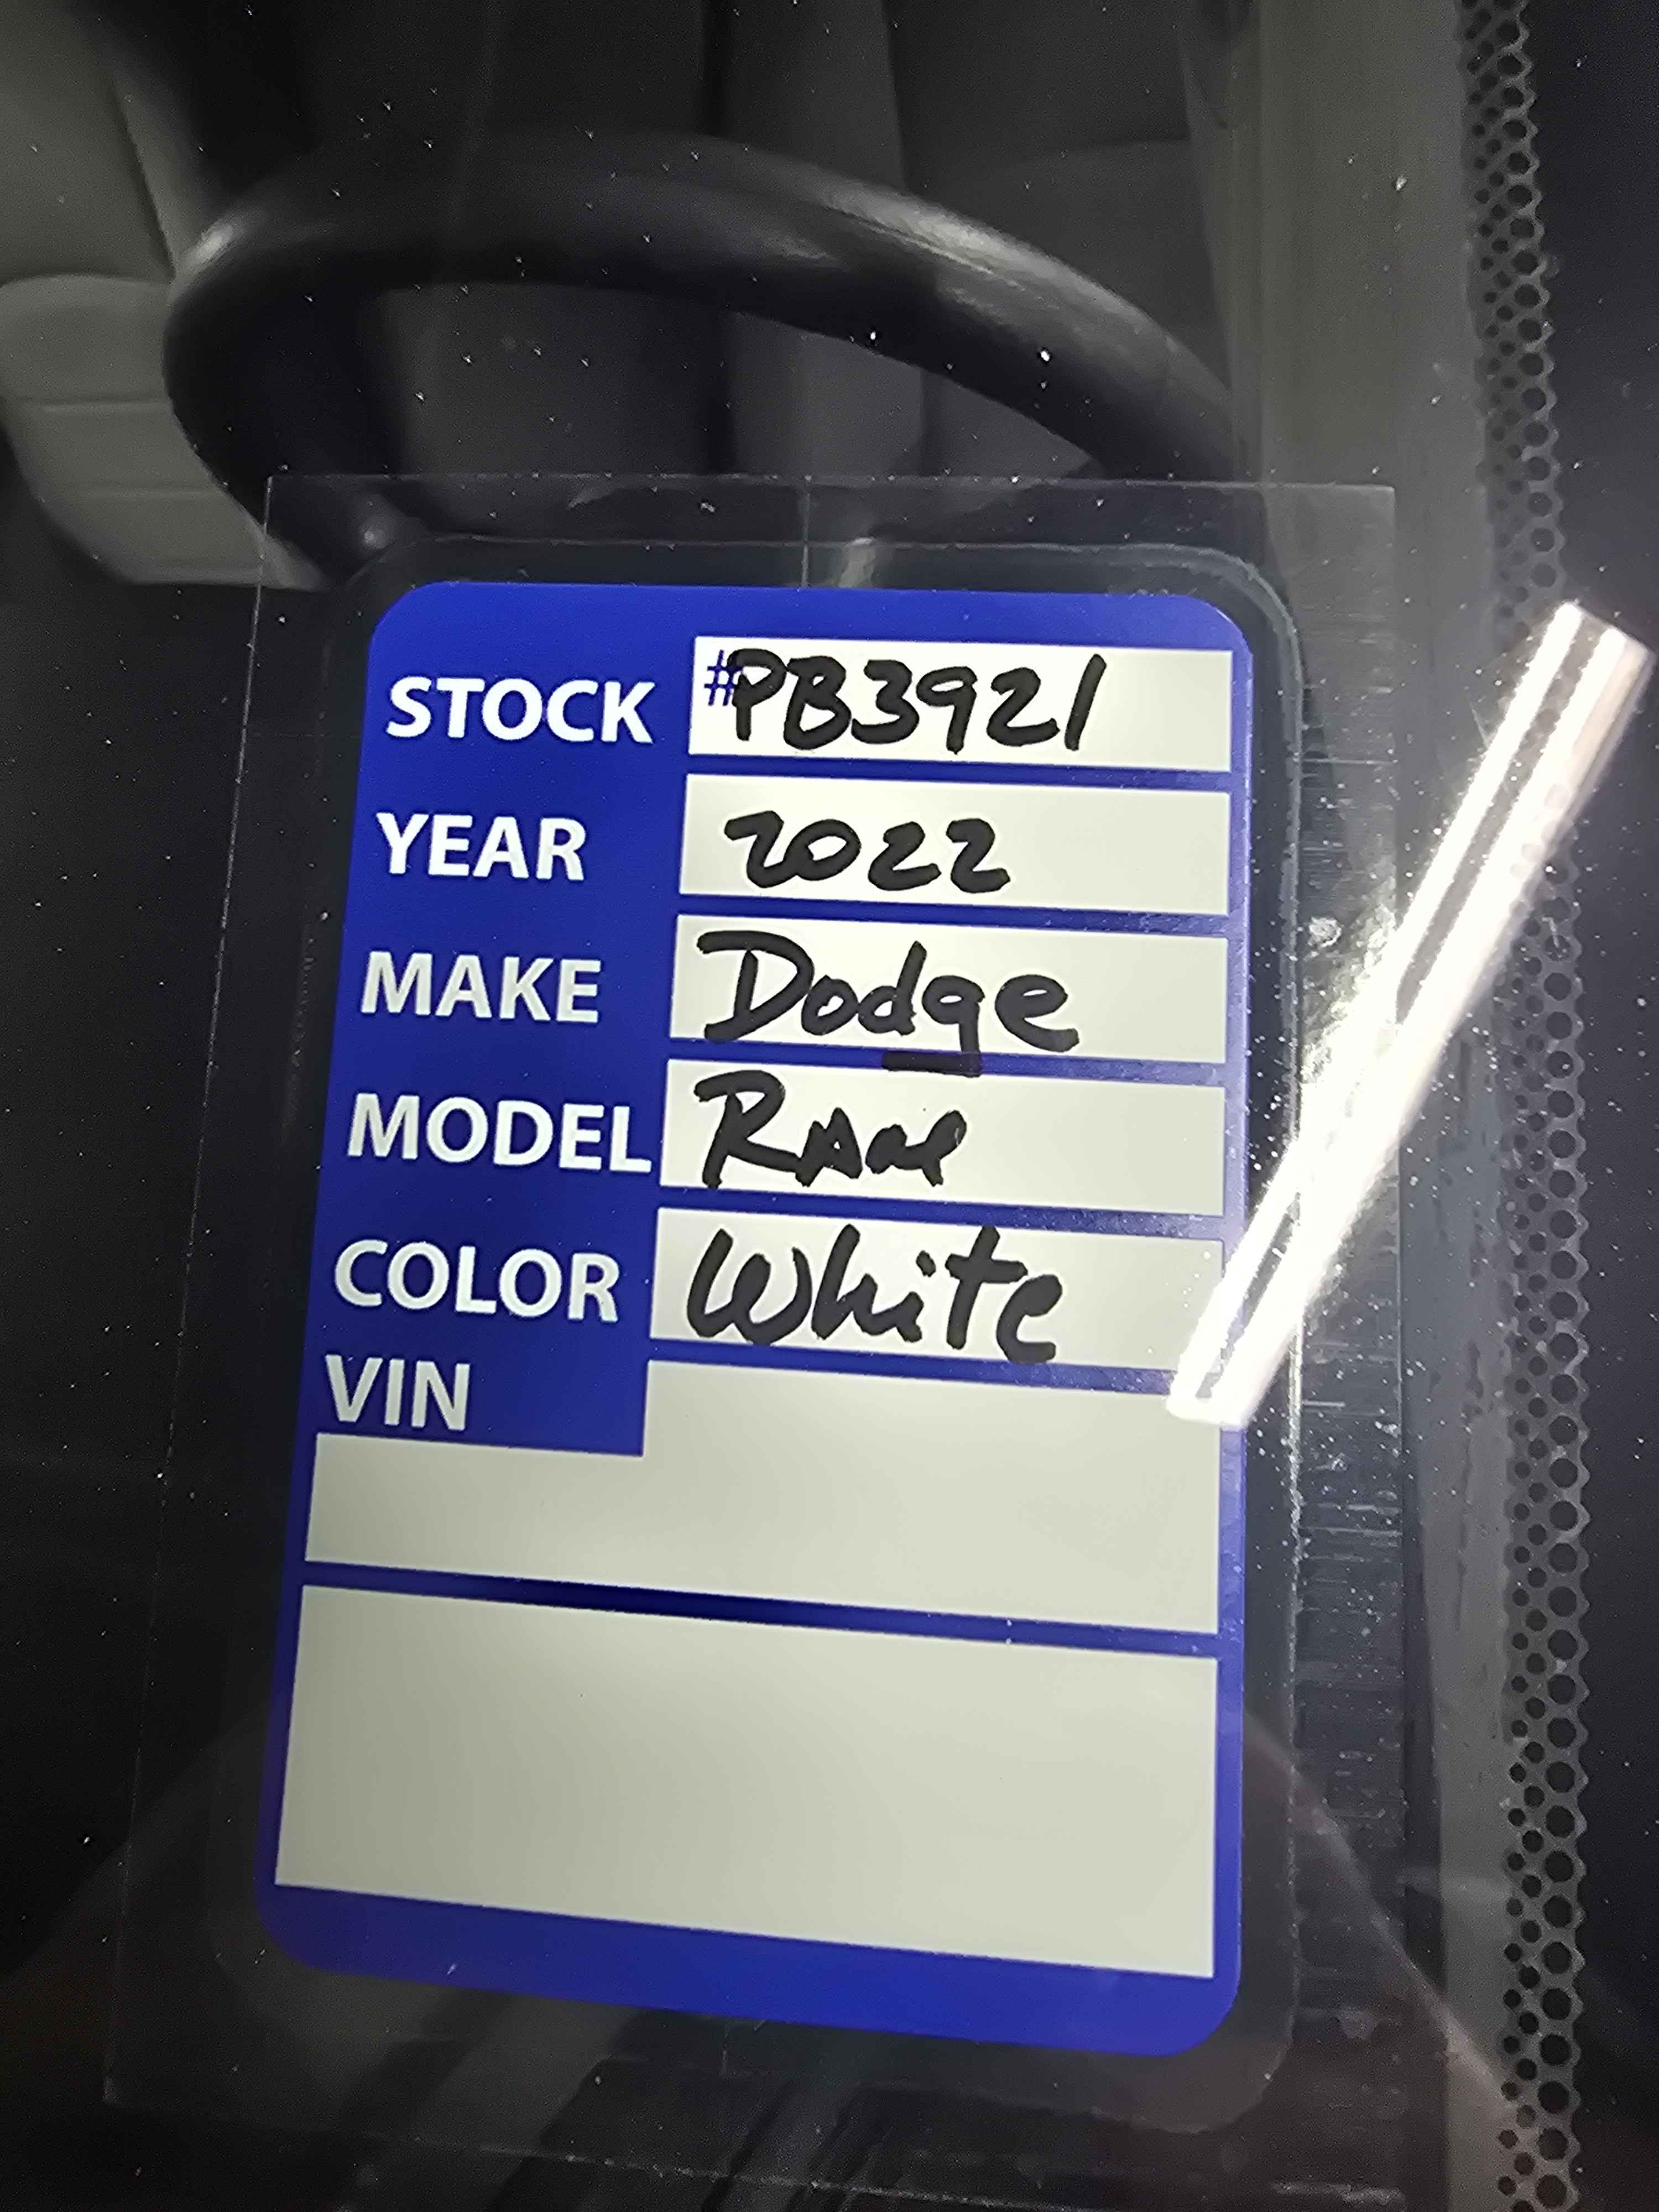 STOCK #PB3921
YEAR 2022
MAKE Dodge
MODEL RAM
COLOR White
VIN